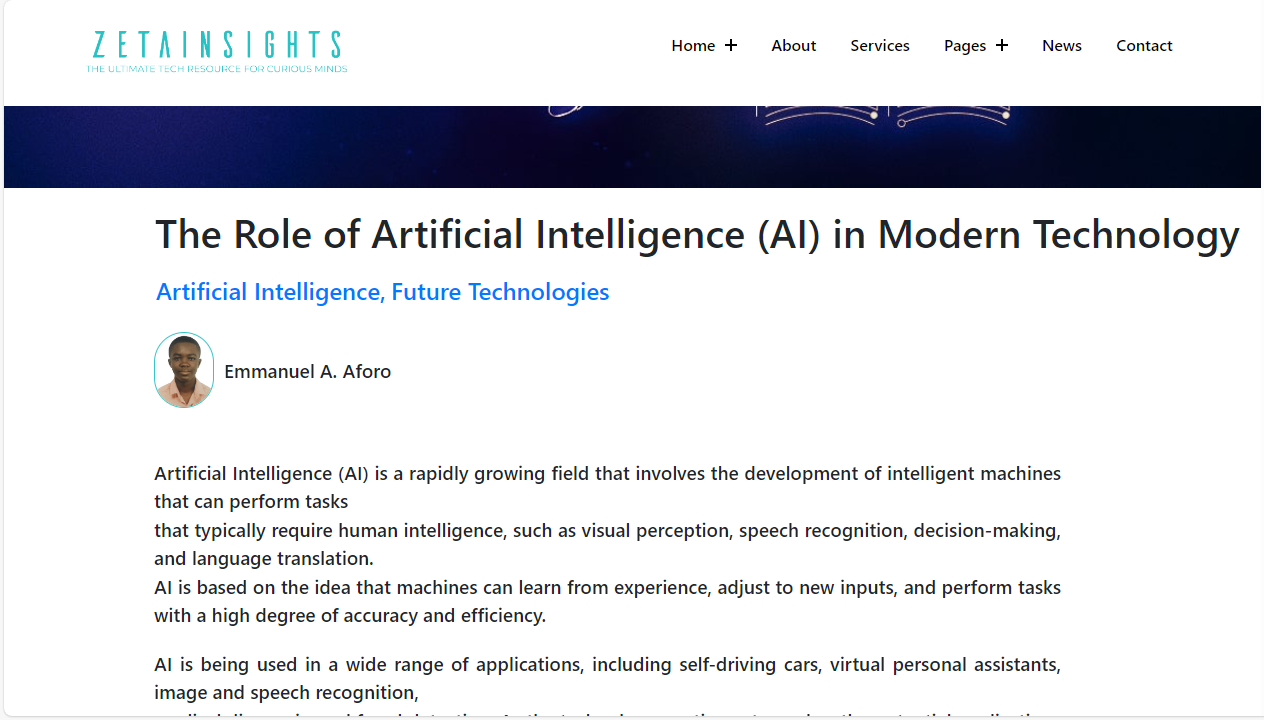 ZETAINSIGHTS
THE ULTIMATE TECH RESOURCE FOR CURIOUS MINDS
Home + About Services Pages + News Contact
The Role of Artificial Intelligence (AI) in Modern Technology
Artificial Intelligence, Future Technologies
Emmanuel A. Aforo
Artificial Intelligence (AI) is a rapidly growing field that involves the development of intelligent machines
that can perform tasks
that typically require human intelligence, such as visual perception, speech recognition, decision-making,
and language translation.
AI is based on the idea that machines can learn from experience, adjust to new inputs, and perform tasks
with a high degree of accuracy and efficiency.
AI is being used in a wide range of applications, including self-driving cars, virtual personal assistants,
image and speech recognition,